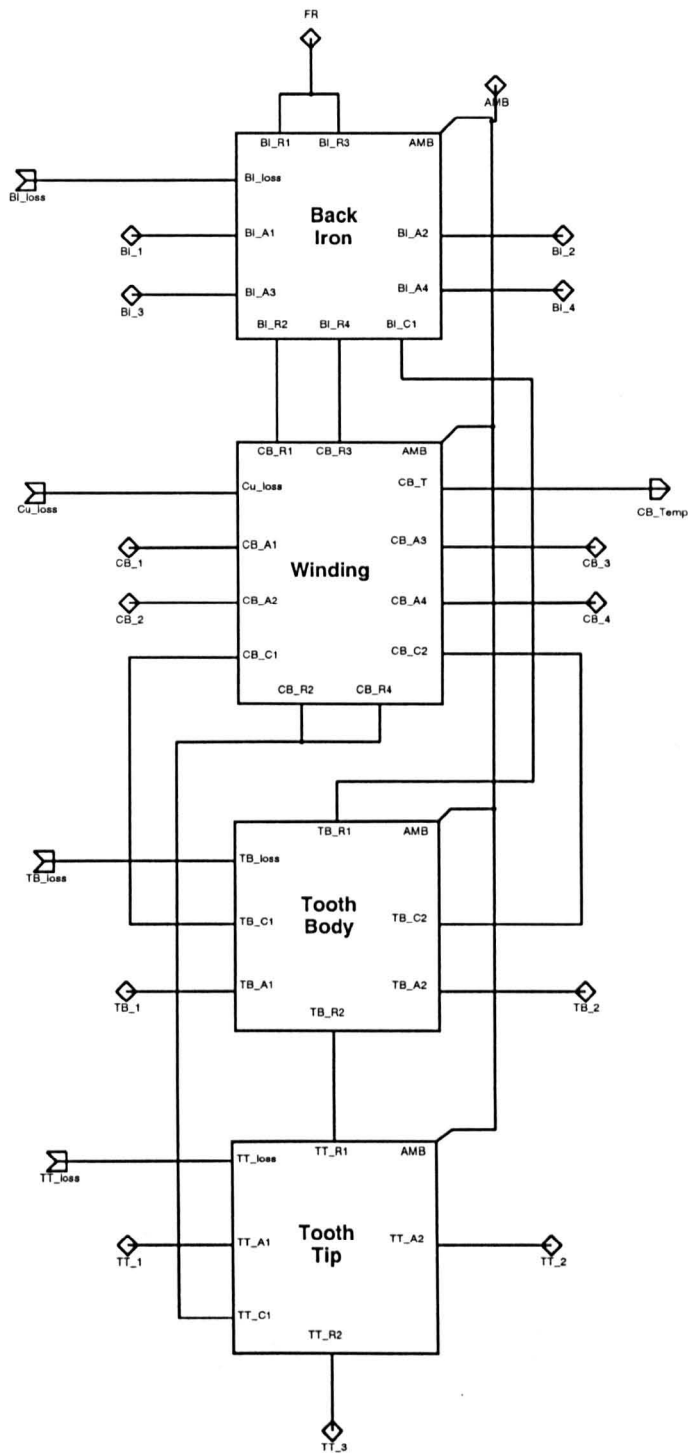 FR
AMB
BI_R1 BI_R3 AMB
BI_loss
BI_loss
Back
Iron
BI_1
BI_A1
BI_A2
BI_2
BI_3
BI_A3
BI_A4
BI_4
BI_R2 BI_R4 BI_C1
CB_R1 CB_R3 AMB
Cu_loss
Cu_loss
CB_T
CB_Temp
CB_1
CB_A1
CB_A3
CB_3
Winding
CB_2
CB_A2
CB_A4
CB_4
CB_C1
CB_C2
CB_R2 CB_R4
TB_R1 AMB
TB_loss
TB_loss
Tooth
Body
TB_C1
TB_C2
TB_1
TB_A1
TB_A2
TB_2
TB_R2
TT_R1 AMB
TT_loss
TT_loss
Tooth
Tip
TT_1
TT_A1
TT_A2
TT_2
TT_C1
TT_R2
TT_3